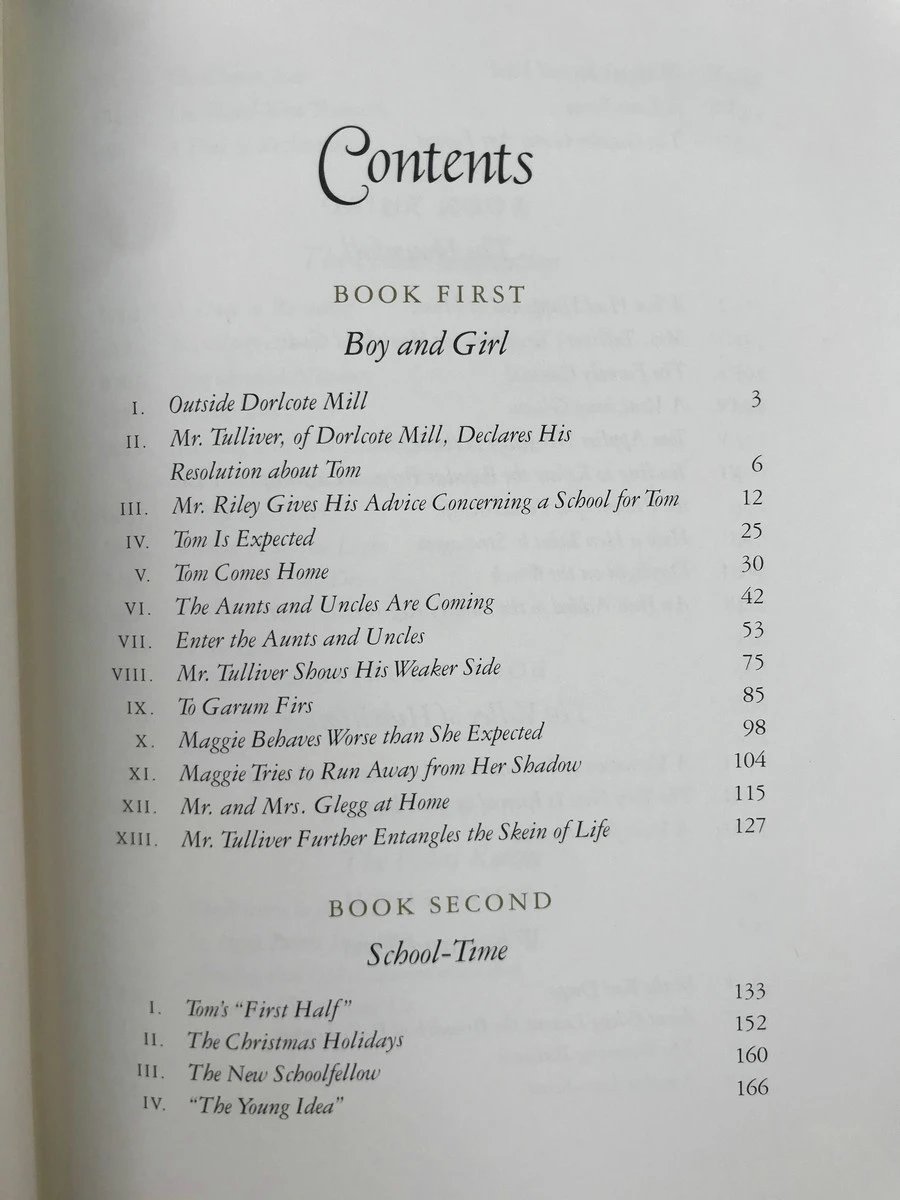 Contents
BOOK FIRST
Boy and Girl
I. Outside Dorlcote Mill 3
II. Mr. Tulliver, of Dorlcote Mill, Declares His
Resolution about Tom 6
III. Mr. Riley Gives His Advice Concerning a School for Tom 12
IV. Tom Is Expected 25
V. Tom Comes Home 30
VI. The Aunts and Uncles Are Coming 42
VII. Enter the Aunts and Uncles 53
VIII. Mr. Tulliver Shows His Weaker Side 75
IX. To Garum Firs 85
X. Maggie Behaves Worse than She Expected 98
XI. Maggie Tries to Run Away from Her Shadow 104
XII. Mr. and Mrs. Glegg at Home 115
XIII. Mr. Tulliver Further Entangles the Skein of Life 127
BOOK SECOND
School-Time
I. Tom's “First Half” 133
II. The Christmas Holidays 152
III. The New Schoolfellow 160
IV. “The Young Idea” 166